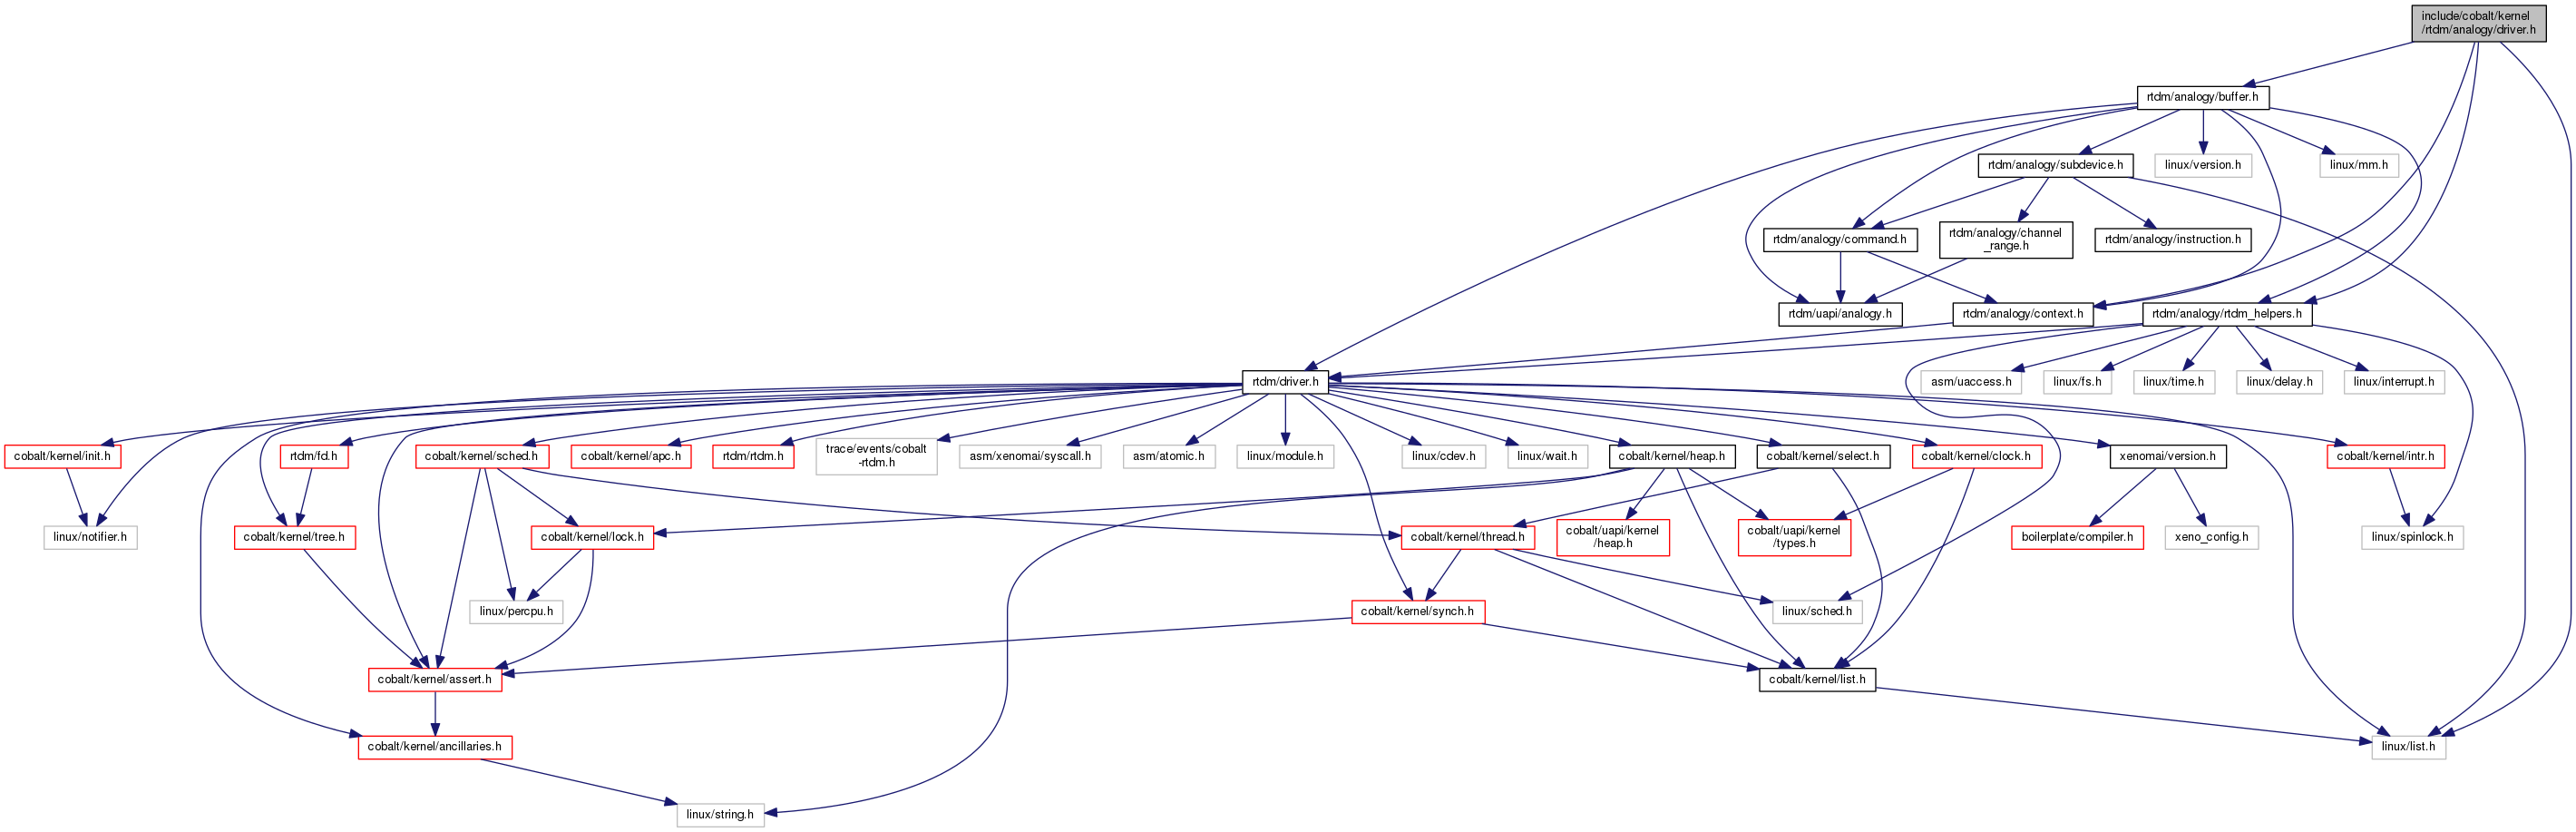 include/cobalt/kernel
/rtdm/analogy/driver.h
rtdm/analogy/buffer.h
rtdm/analogy/subdevice.h
linux/version.h
linux/mm.h
rtdm/analogy/command.h
rtdm/analogy/channel
_range.h
rtdm/analogy/instruction.h
rtdm/uapi/analogy.h
rtdm/analogy/context.h
rtdm/analogy/rtdm_helpers.h
rtdm/driver.h
asm/uaccess.h
linux/fs.h
linux/time.h
linux/delay.h
linux/interrupt.h
cobalt/kernel/init.h
rtdm/fd.h
cobalt/kernel/sched.h
cobalt/kernel/apc.h
rtdm/rtdm.h
trace/events/cobalt
-rtdm.h
asm/xenomai/syscall.h
asm/atomic.h
linux/module.h
linux/cdev.h
linux/wait.h
cobalt/kernel/heap.h
cobalt/kernel/select.h
cobalt/kernel/clock.h
xenomai/version.h
cobalt/kernel/intr.h
linux/notifier.h
cobalt/kernel/tree.h
cobalt/kernel/lock.h
cobalt/kernel/thread.h
cobalt/uapi/kernel
/heap.h
cobalt/uapi/kernel
/types.h
boilerplate/compiler.h
xeno_config.h
linux/spinlock.h
linux/percpu.h
cobalt/kernel/synch.h
linux/sched.h
cobalt/kernel/assert.h
cobalt/kernel/list.h
cobalt/kernel/ancillaries.h
linux/list.h
linux/string.h